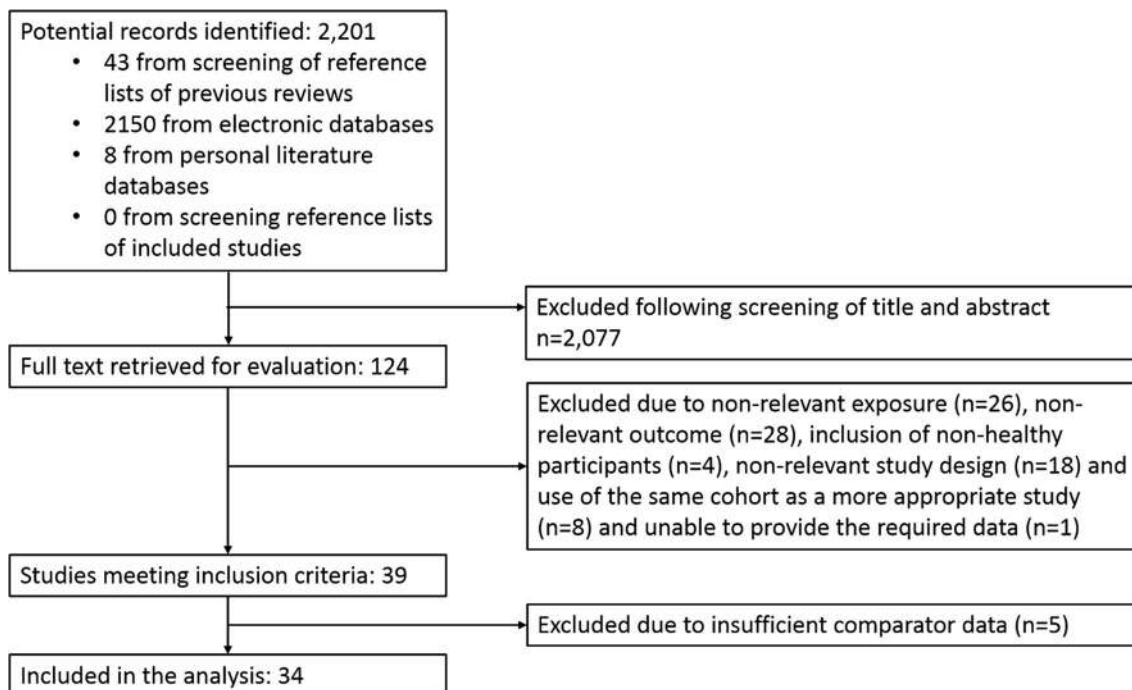 Potential records identified: 2,201
• 43 from screening of reference
lists of previous reviews
• 2150 from electronic databases
• 8 from personal literature
databases
• 0 from screening reference lists
of included studies
Excluded following screening of title and abstract
n=2,077
Full text retrieved for evaluation: 124
Excluded due to non-relevant exposure (n=26), non-
relevant outcome (n=28), inclusion of non-healthy
participants (n=4), non-relevant study design (n=18) and
use of the same cohort as a more appropriate study
(n=8) and unable to provide the required data (n=1)
Studies meeting inclusion criteria: 39
Excluded due to insufficient comparator data (n=5)
Included in the analysis: 34